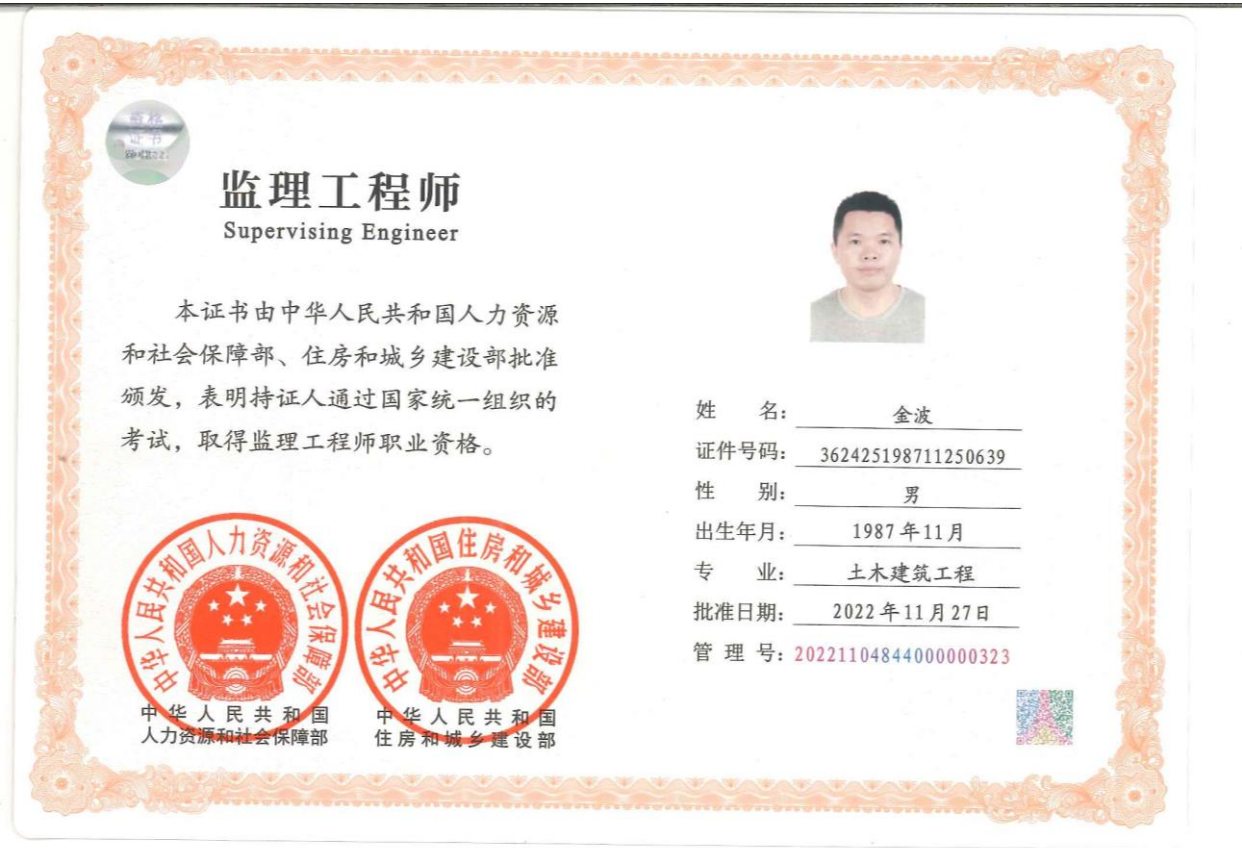 资格
证书
监理工程师
Supervising Engineer
本证书由中华人民共和国人力资源
和社会保障部、住房和城乡建设部批准
颁发，表明持证人通过国家统一组织的
考试，取得监理工程师职业资格。
姓 名：金波
证件号码：362425198711250639
性 别：男
出生年月：1987年11月
专 业：土木建筑工程
批准日期：2022年11月27日
管 理 号：20221104844000000323
中华人民共和国人力资源和社会保障部
中华人民共和国住房和城乡建设部
中华人民共和国
人力资源和社会保障部
中华人民共和国
住房和城乡建设部